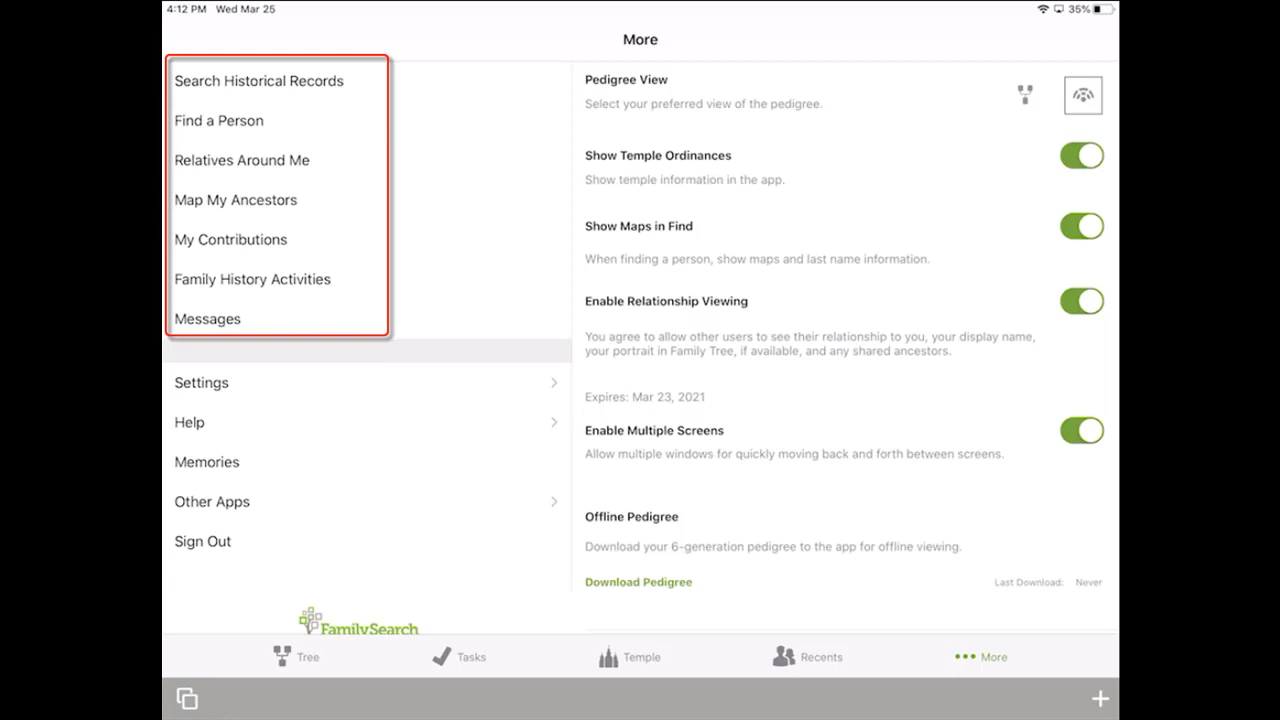 4:12 PM Wed Mar 25
35%
More
Search Historical Records
Find a Person
Relatives Around Me
Map My Ancestors
My Contributions
Family History Activities
Messages
Settings
Help
Memories
Other Apps
Sign Out
FamilySearch
Pedigree View
Select your preferred view of the pedigree.
Show Temple Ordinances
Show temple information in the app.
Show Maps in Find
When finding a person, show maps and last name information.
Enable Relationship Viewing
You agree to allow other users to see their relationship to you, your display name,
your portrait in Family Tree, if available, and any shared ancestors.
Expires: Mar 23, 2021
Enable Multiple Screens
Allow multiple windows for quickly moving back and forth between screens.
Offline Pedigree
Download your 6-generation pedigree to the app for offline viewing.
Download Pedigree Last Download: Never
Tree Tasks Temple Recents More